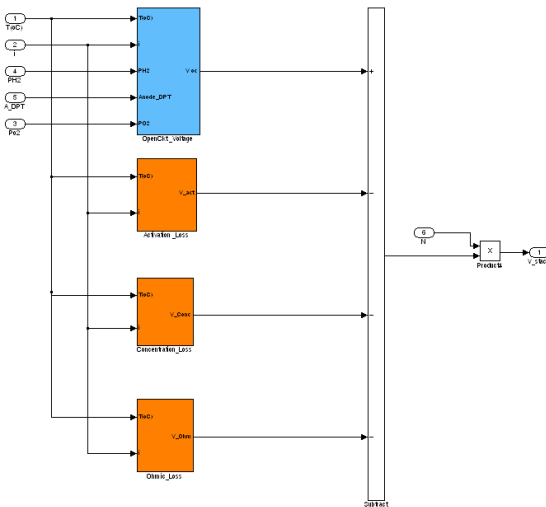 1
T(oC)
2
I
4
PH2
5
A_DPT
3
Po2
T(oC)
i
PH2
Anode_DPT
PO2
Voc
OpenCkt_Voltage
T(oC)
i
V_act
Activation_Loss
T(oC)
i
V_Conc
Concentration_Loss
T(oC)
i
V_Ohm
Ohmic_Loss
+
−
−
−
Subtract
6
N
X
Product4
1
V_stac